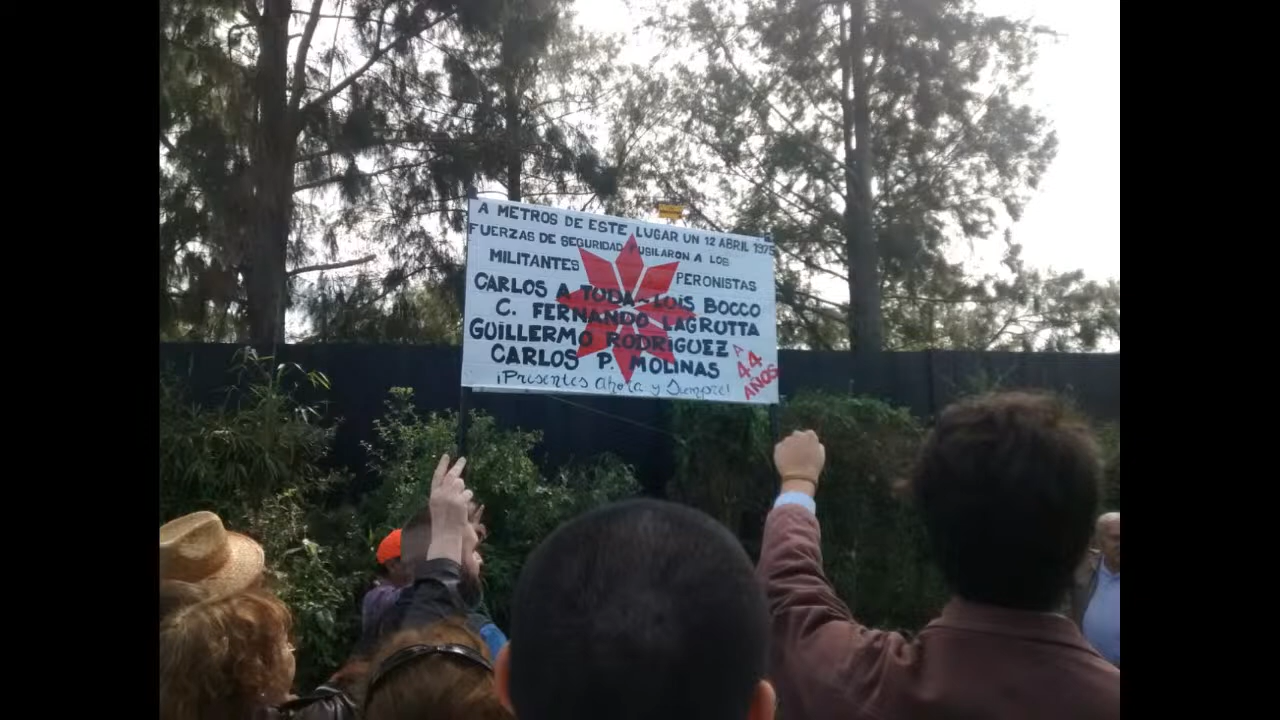 A METROS DE ESTE LUGAR UN 12 ABRIL 1975
FUERZAS DE SEGURIDAD FUSILARON A LOS
MILITANTES PERONISTAS
CARLOS A TUDA - LUIS BOCCO
C. FERNANDO LAGRUTTA
GUILLERMO RODRIGUEZ
CARLOS P. MOLINAS
¡Presentes Ahora y Siempre!
A
44
AÑOS